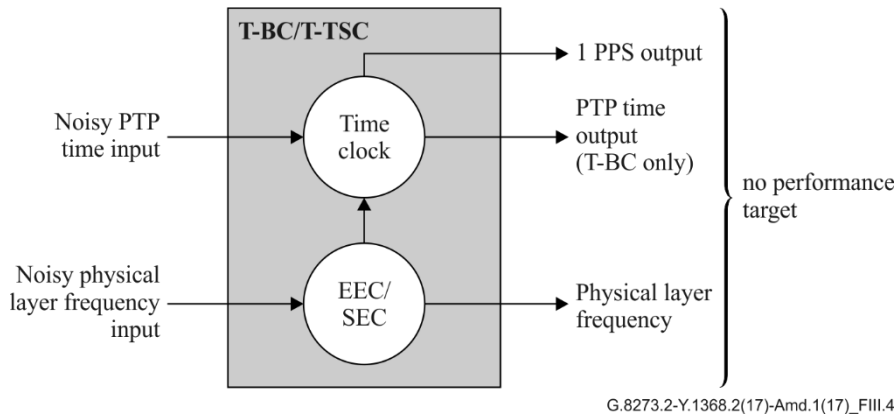 T-BC/T-TSC
1 PPS output
Noisy PTP
time input
Time
clock
PTP time
output
(T-BC only)
no performance
target
Noisy physical
layer frequency
input
EEC/
SEC
Physical layer
frequency
G.8273.2-Y.1368.2(17)-Amd.1(17)_FIII.4